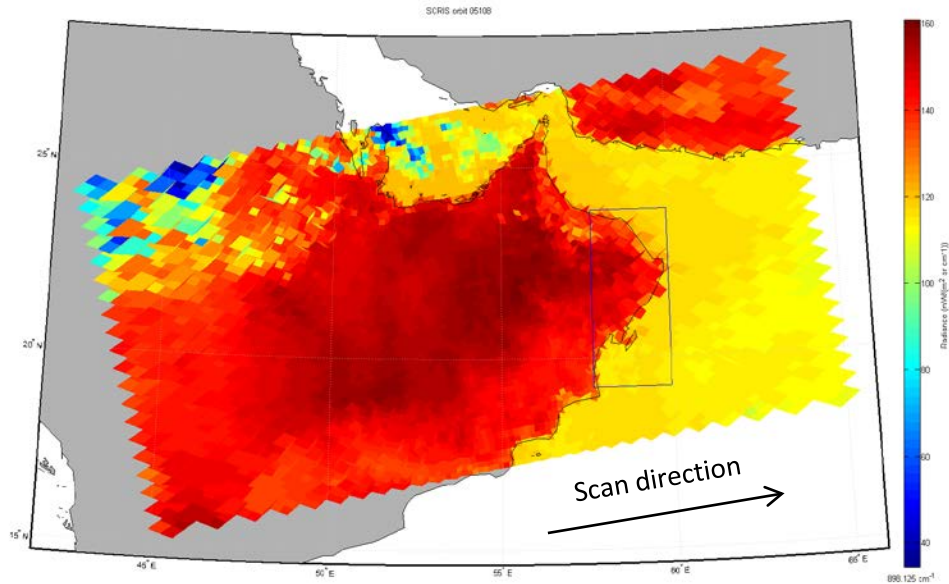 SCRIS orbit 05108
160
140
120
100
80
60
40
Radiance (mW/(m² sr cm⁻¹))
898.125 cm⁻¹
25° N
20° N
15° N
45° E
50° E
55° E
60° E
65° E
Scan direction